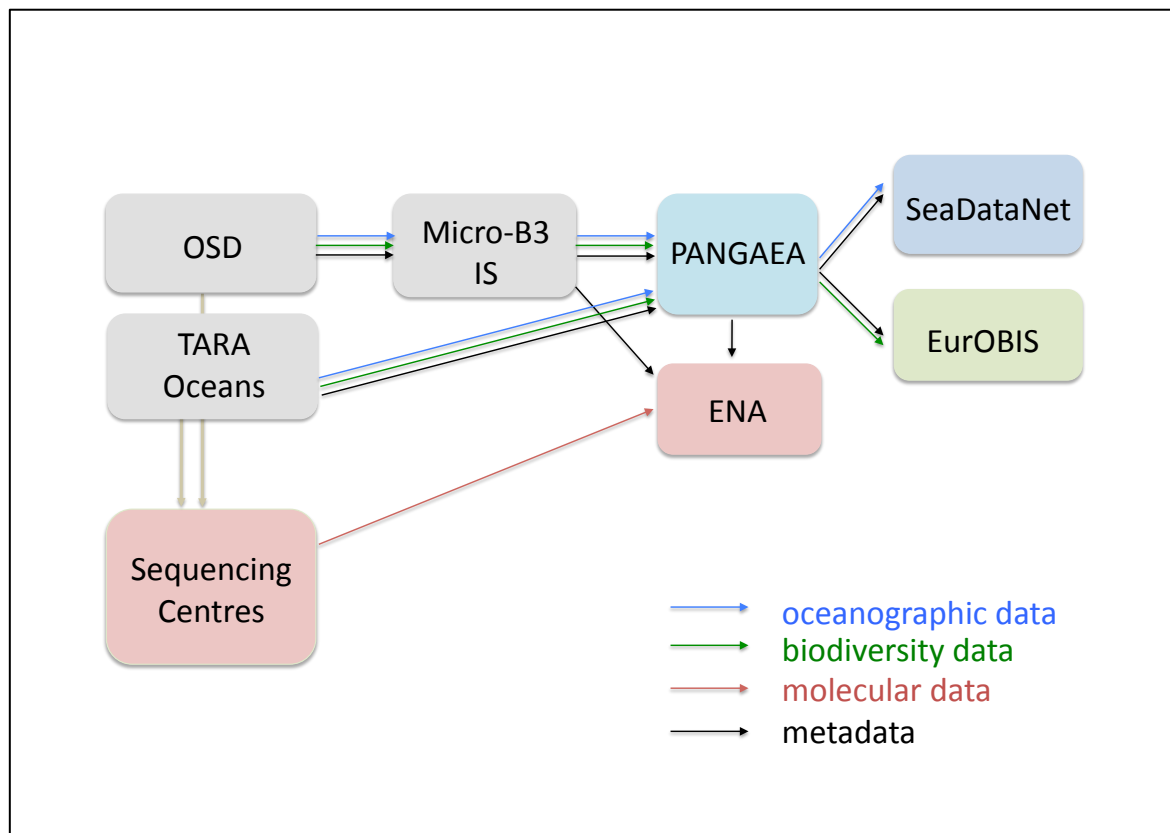 OSD
Micro-B3
IS
PANGAEA
SeaDataNet
TARA
Oceans
EurOBIS
ENA
Sequencing
Centres
oceanographic data
biodiversity data
molecular data
metadata